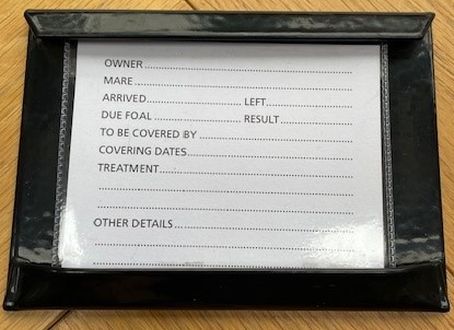 OWNER
MARE
ARRIVED LEFT
DUE FOAL RESULT
TO BE COVERED BY
COVERING DATES
TREATMENT
OTHER DETAILS